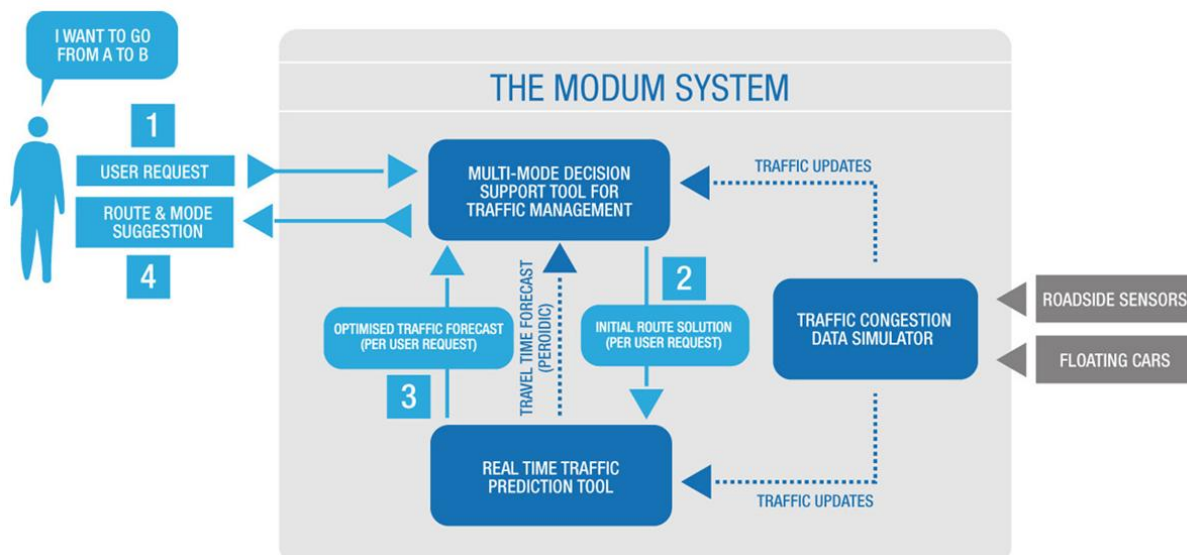 I WANT TO GO
FROM A TO B
THE MODUM SYSTEM
1
USER REQUEST
ROUTE & MODE
SUGGESTION
4
MULTI-MODE DECISION
SUPPORT TOOL FOR
TRAFFIC MANAGEMENT
TRAFFIC UPDATES
2
OPTIMISED TRAFFIC FORECAST
(PER USER REQUEST)
3
TRAVEL TIME FORECAST
(PEROIDIC)
INITIAL ROUTE SOLUTION
(PER USER REQUEST)
TRAFFIC CONGESTION
DATA SIMULATOR
ROADSIDE SENSORS
FLOATING CARS
REAL TIME TRAFFIC
PREDICTION TOOL
TRAFFIC UPDATES